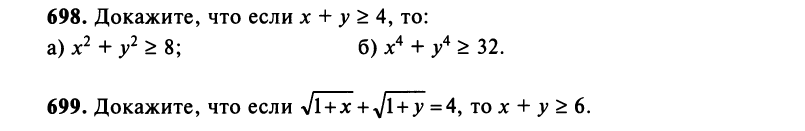 698. Докажите, что если x + y ≥ 4, то:
а) x² + y² ≥ 8; б) x⁴ + y⁴ ≥ 32.
699. Докажите, что если √1+x + √1+y = 4, то x + y ≥ 6.